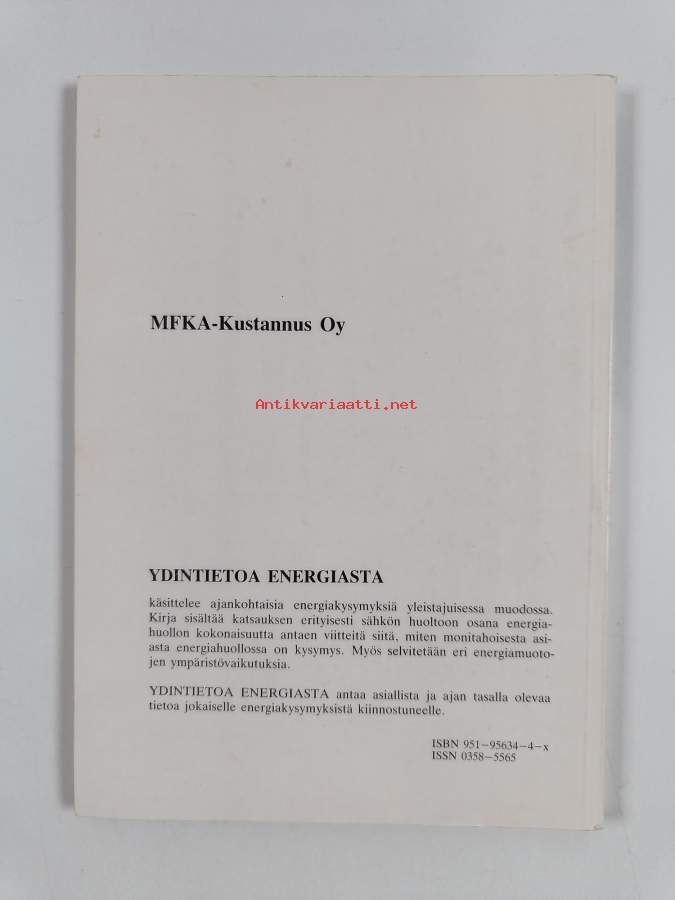 MFKA-Kustannus Oy
Antikvariaatti.net
YDINTIETOA ENERGIASTA
käsittelee ajankohtaisia energiakysymyksiä yleistajuisessa muodossa.
Kirja sisältää katsauksen erityisesti sähkön huoltoon osana energia-
huollon kokonaisuutta antaen viitteitä siitä, miten monitahoisesta asi-
asta energiahuollossa on kysymys. Myös selvitetään eri energiamuoto-
jen ympäristövaikutuksia.
YDINTIETOA ENERGIASTA antaa asiallista ja ajan tasalla olevaa
tietoa jokaiselle energiakysymyksistä kiinnostuneelle.
ISBN 951-95634-4-x
ISSN 0358-5565